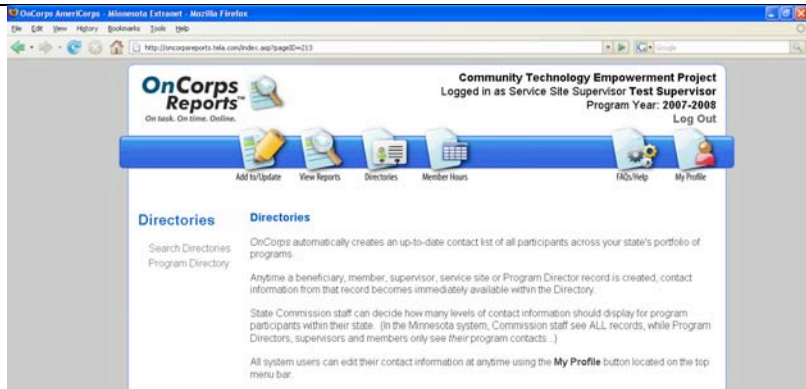 OnCorps AmeriCorps - Minnesota Extranet - Mozilla Firefox
File Edit View History Bookmarks Tools Help
http://oncorpsreports.tela.com/index.asp?pageID=213
Google
OnCorps
Reports™
On task. On time. Online.
Community Technology Empowerment Project
Logged in as Service Site Supervisor Test Supervisor
Program Year: 2007-2008
Log Out
Add to/Update View Reports Directories Member Hours FAQs/Help My Profile
Directories
Search Directories
Program Directory
Directories
OnCorps automatically creates an up-to-date contact list of all participants across your state's portfolio of
programs.
Anytime a beneficiary, member, supervisor, service site or Program Director record is created, contact
information from that record becomes immediately available within the Directory.
State Commission staff can decide how many levels of contact information should display for program
participants within their state. (In the Minnesota system, Commission staff see ALL records, while Program
Directors, supervisors and members only see their program contacts...)
All system users can edit their contact information at anytime using the My Profile button located on the top
menu bar.